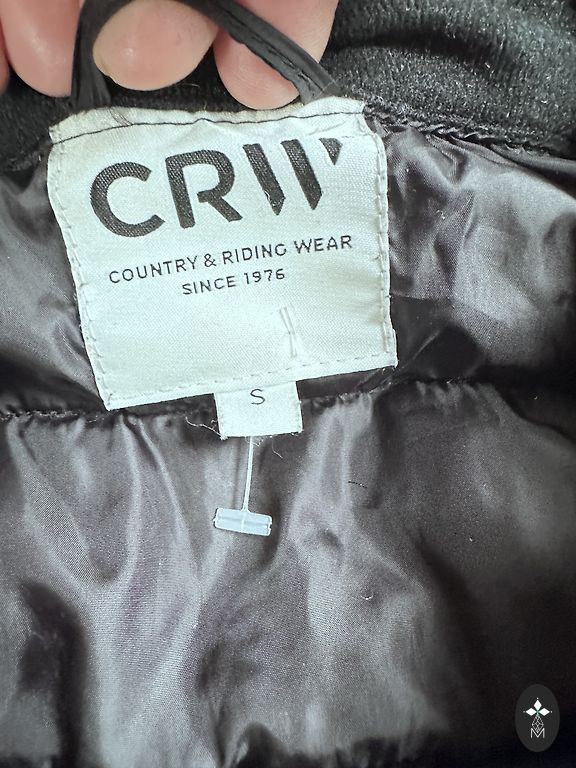 CRW
COUNTRY & RIDING WEAR
SINCE 1976
S
M